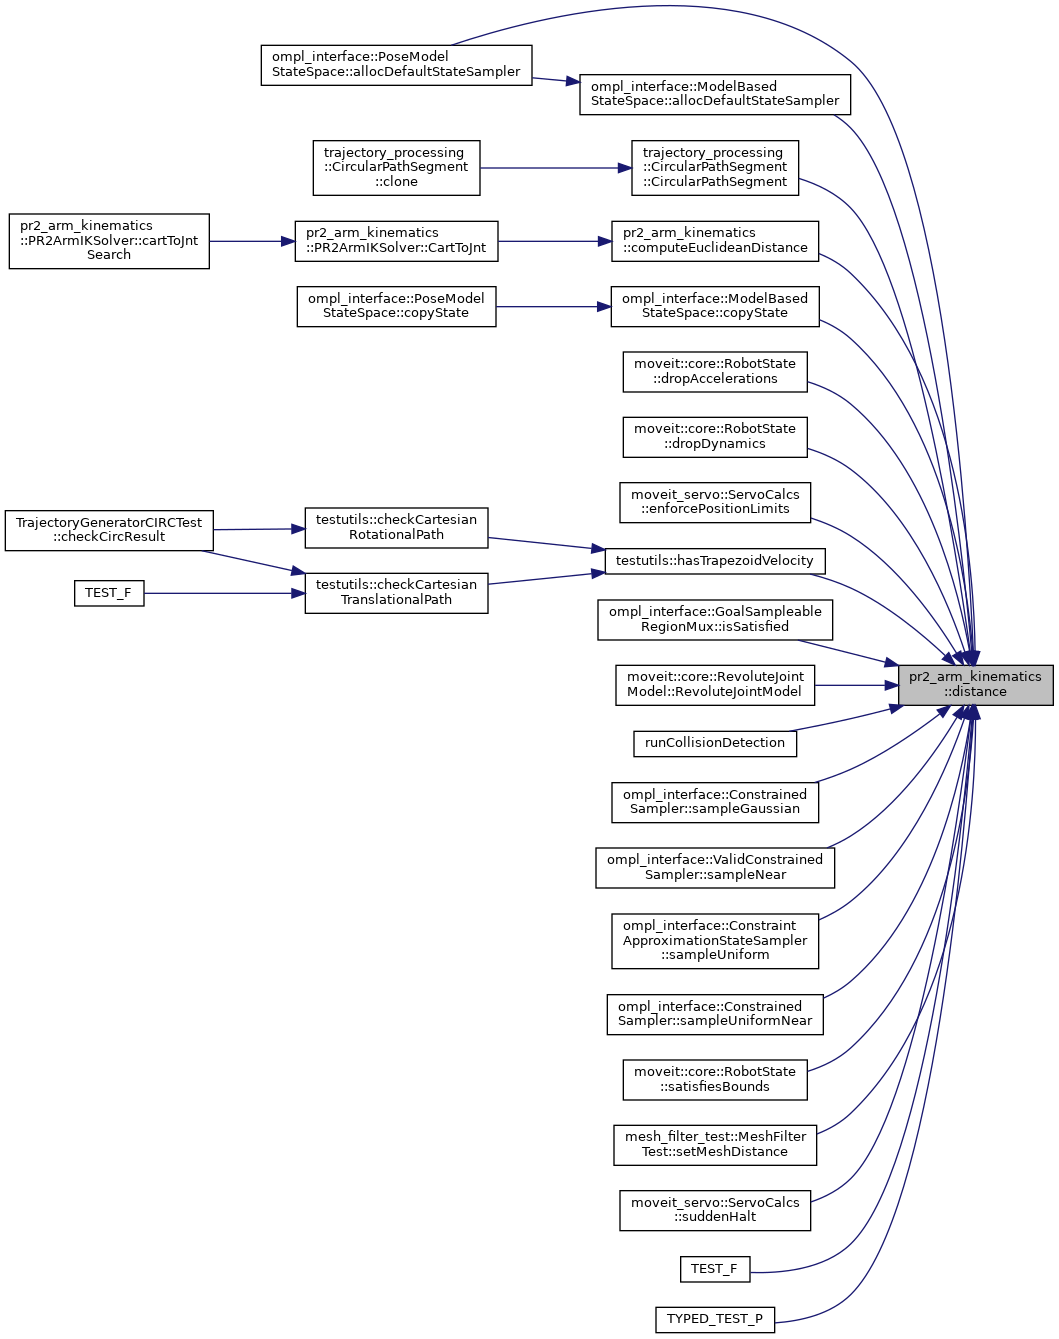 ompl_interface::PoseModel
StateSpace::allocDefaultStateSampler
ompl_interface::ModelBased
StateSpace::allocDefaultStateSampler
trajectory_processing
::CircularPathSegment
::clone
trajectory_processing
::CircularPathSegment
::CircularPathSegment
pr2_arm_kinematics
::PR2ArmIKSolver::cartToJnt
Search
pr2_arm_kinematics
::PR2ArmIKSolver::CartToJnt
pr2_arm_kinematics
::computeEuclideanDistance
ompl_interface::PoseModel
StateSpace::copyState
ompl_interface::ModelBased
StateSpace::copyState
moveit::core::RobotState
::dropAccelerations
moveit::core::RobotState
::dropDynamics
moveit_servo::ServoCalcs
::enforcePositionLimits
TrajectoryGeneratorCIRCTest
::checkCircResult
testutils::checkCartesian
RotationalPath
testutils::hasTrapezoidVelocity
TEST_F
testutils::checkCartesian
TranslationalPath
ompl_interface::GoalSampleable
RegionMux::isSatisfied
moveit::core::RevoluteJoint
Model::RevoluteJointModel
pr2_arm_kinematics
::distance
runCollisionDetection
ompl_interface::Constrained
Sampler::sampleGaussian
ompl_interface::ValidConstrained
Sampler::sampleNear
ompl_interface::Constraint
ApproximationStateSampler
::sampleUniform
ompl_interface::Constrained
Sampler::sampleUniformNear
moveit::core::RobotState
::satisfiesBounds
mesh_filter_test::MeshFilter
Test::setMeshDistance
moveit_servo::ServoCalcs
::suddenHalt
TEST_F
TYPED_TEST_P